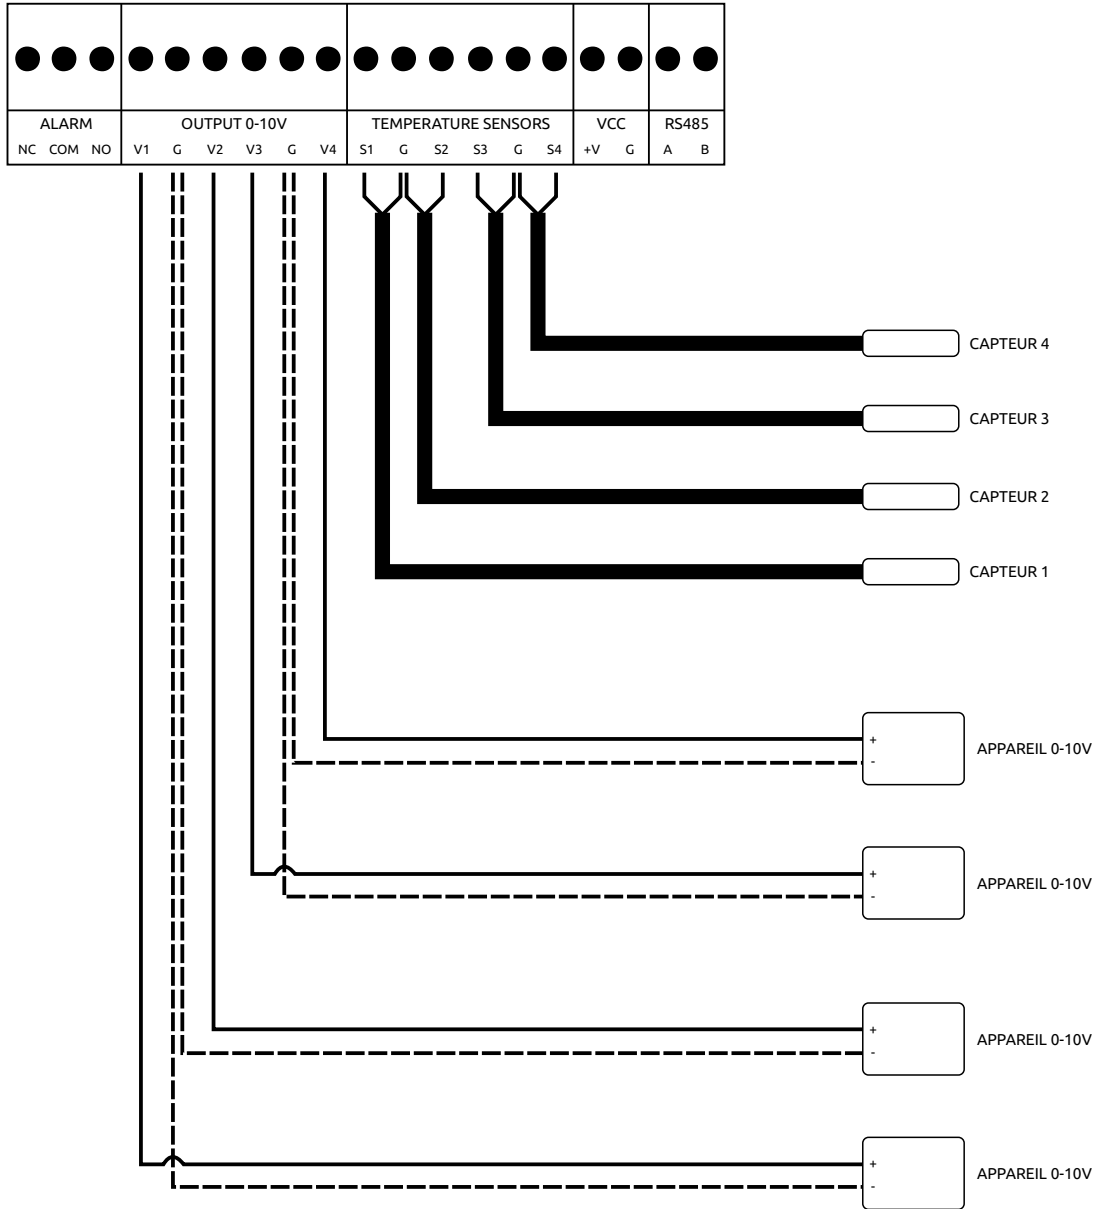 ALARM OUTPUT 0-10V TEMPERATURE SENSORS VCC RS485
NC COM NO V1 G V2 V3 G V4 S1 G S2 S3 G S4 +V G A B
CAPTEUR 4
CAPTEUR 3
CAPTEUR 2
CAPTEUR 1
+
APPAREIL 0-10V
-
+
APPAREIL 0-10V
-
+
APPAREIL 0-10V
-
+
APPAREIL 0-10V
-